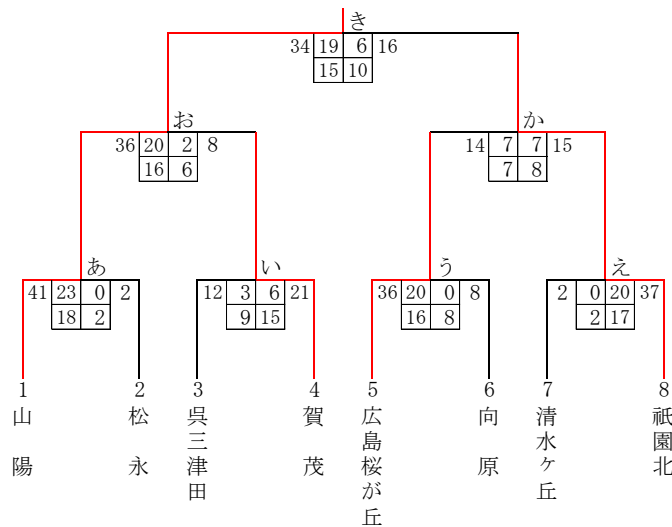 き
34 19 6 16
15 10
お か
36 20 2 8 14 7 7 15
16 6 7 8
あ い う え
41 23 0 2 12 3 6 21 36 20 0 8 2 0 20 37
18 2 9 15 16 8 2 17
1 2 3 4 5 6 7 8
山陽
松永
呉三津田
賀茂
広島桜が丘
向原
清水ヶ丘
祇園北